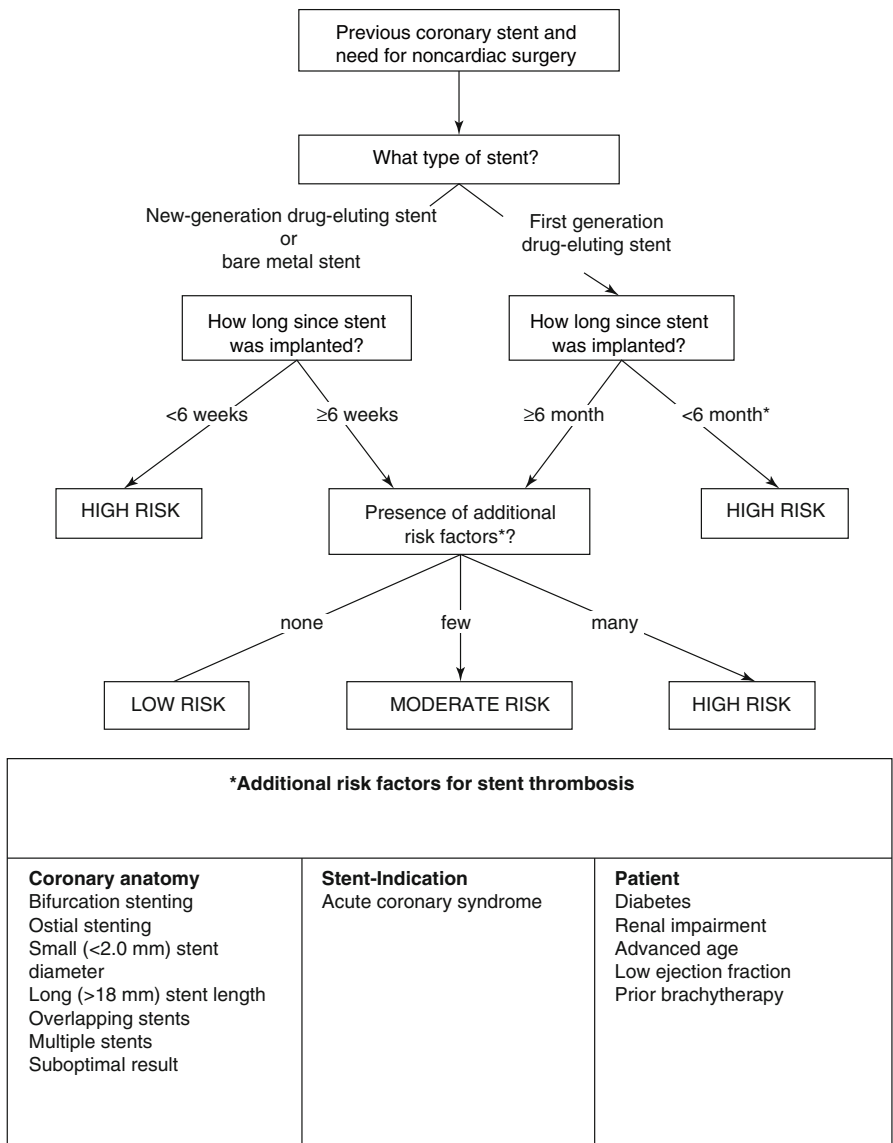 Previous coronary stent and
need for noncardiac surgery
What type of stent?
New-generation drug-eluting stent
or
bare metal stent
First generation
drug-eluting stent
How long since stent
was implanted?
How long since stent
was implanted?
<6 weeks
≥6 weeks
≥6 month
<6 month*
HIGH RISK
Presence of additional
risk factors*?
HIGH RISK
none
few
many
LOW RISK
MODERATE RISK
HIGH RISK
*Additional risk factors for stent thrombosis
Coronary anatomy
Bifurcation stenting
Ostial stenting
Small (<2.0 mm) stent
diameter
Long (>18 mm) stent length
Overlapping stents
Multiple stents
Suboptimal result
Stent-Indication
Acute coronary syndrome
Patient
Diabetes
Renal impairment
Advanced age
Low ejection fraction
Prior brachytherapy